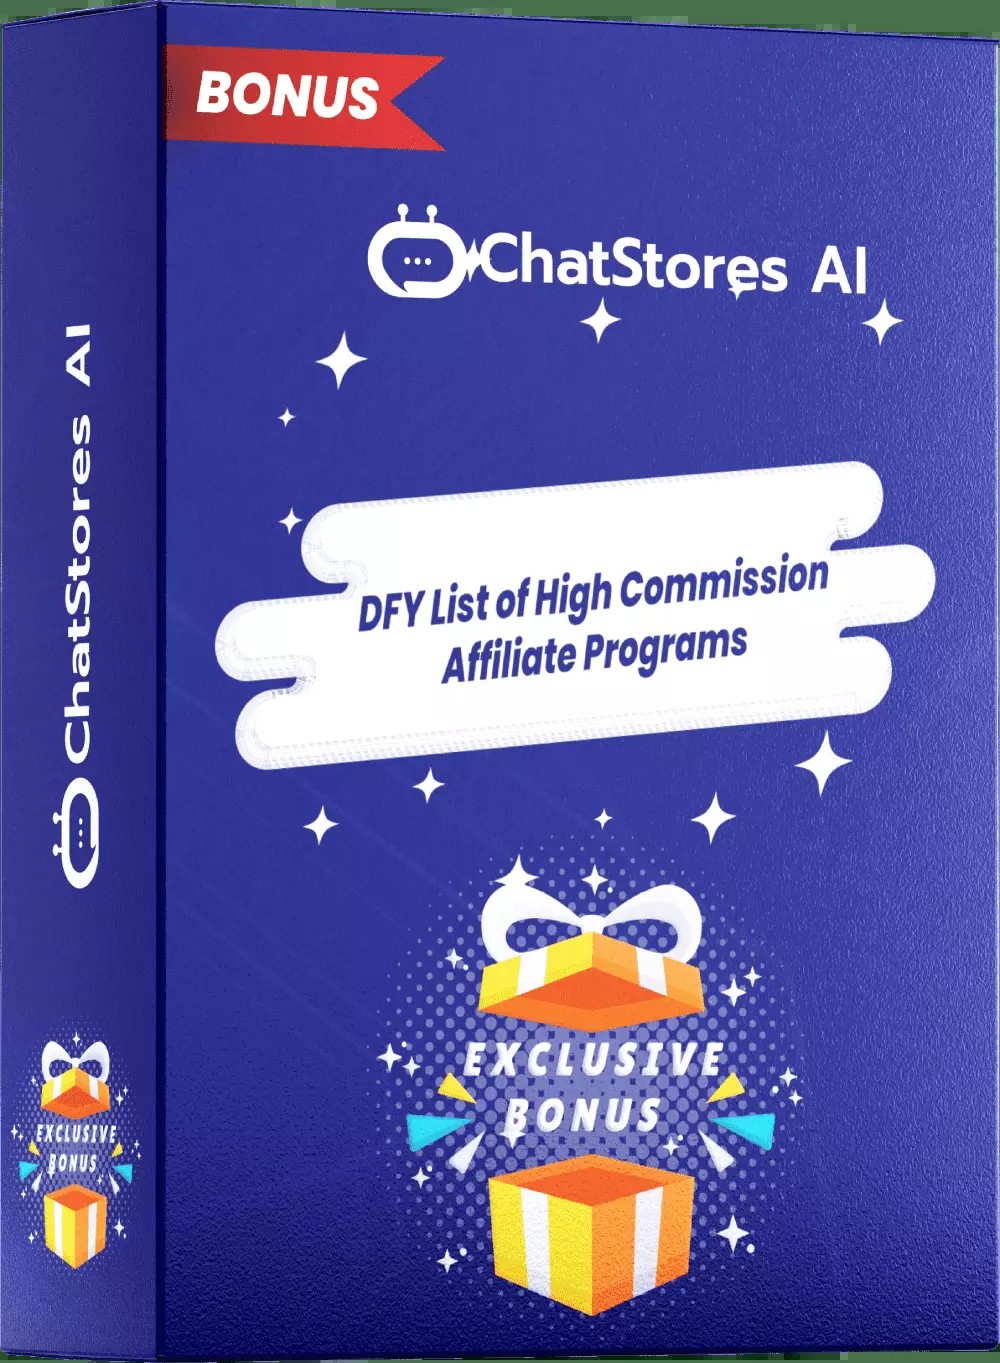 BONUS
ChatStores AI
DFY List of High Commission
Affiliate Programs
EXCLUSIVE
BONUS
ChatStores AI
EXCLUSIVE
BONUS